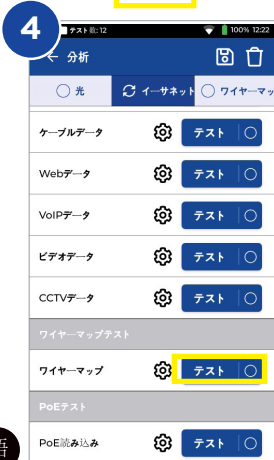 4
テスト数: 12
100% 12:22
分析
光 イーサネット ワイヤーマッ
ケーブルデータ テスト
Webデータ テスト
VoIPデータ テスト
ビデオデータ テスト
CCTVデータ テスト
ワイヤーマップテスト
ワイヤーマップ テスト
PoEテスト
PoE読み込み テスト
語